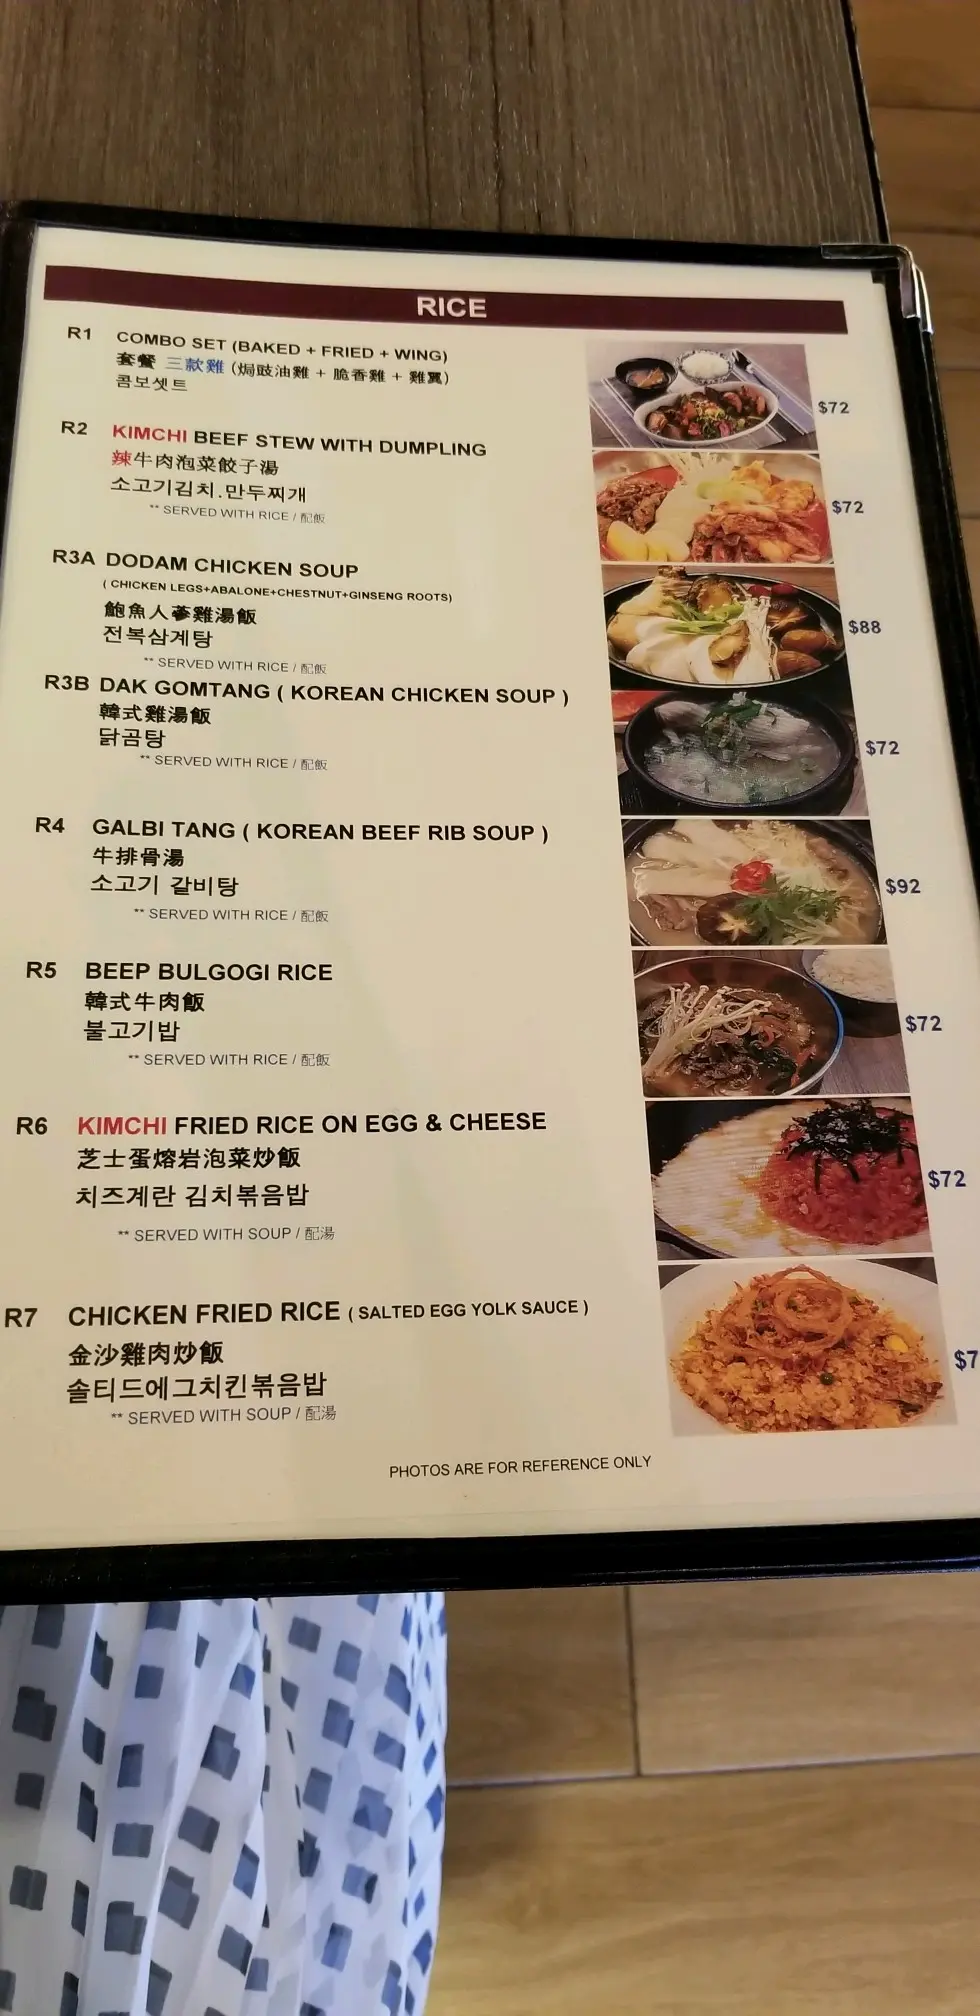 RICE
R1 COMBO SET (BAKED + FRIED + WING)
套餐 三款雞 (焗豉油雞 + 脆香雞 + 雞翼)
콤보셋트
$72
R2 KIMCHI BEEF STEW WITH DUMPLING
辣牛肉泡菜餃子湯
소고기김치.만두찌개
** SERVED WITH RICE / 配飯
$72
R3A DODAM CHICKEN SOUP
( CHICKEN LEGS+ABALONE+CHESTNUT+GINSENG ROOTS)
鮑魚人蔘雞湯飯
전복삼계탕
** SERVED WITH RICE / 配飯
$88
R3B DAK GOMTANG ( KOREAN CHICKEN SOUP )
韓式雞湯飯
닭곰탕
** SERVED WITH RICE / 配飯
$72
R4 GALBI TANG ( KOREAN BEEF RIB SOUP )
牛排骨湯
소고기 갈비탕
** SERVED WITH RICE / 配飯
$92
R5 BEEP BULGOGI RICE
韓式牛肉飯
불고기밥
** SERVED WITH RICE / 配飯
$72
R6 KIMCHI FRIED RICE ON EGG & CHEESE
芝士蛋熔岩泡菜炒飯
치즈계란 김치볶음밥
** SERVED WITH SOUP / 配湯
$72
R7 CHICKEN FRIED RICE ( SALTED EGG YOLK SAUCE )
金沙雞肉炒飯
솔티드에그치킨볶음밥
** SERVED WITH SOUP / 配湯
PHOTOS ARE FOR REFERENCE ONLY